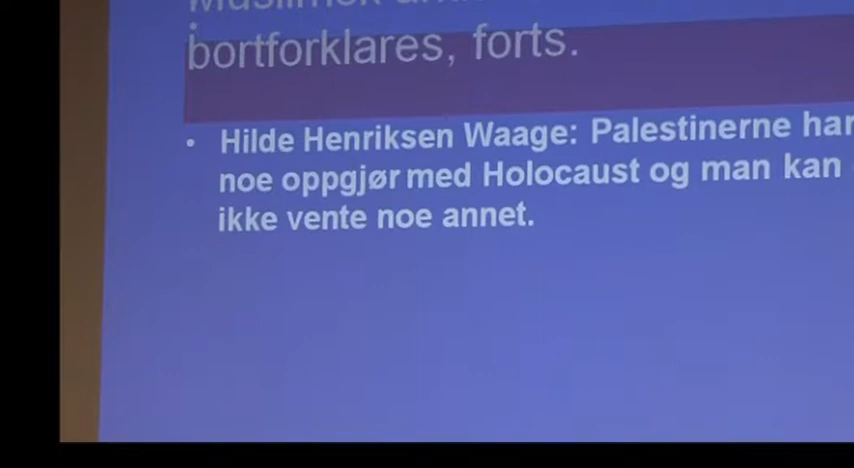 bortforklares, forts.
• Hilde Henriksen Waage: Palestinerne har
noe oppgjør med Holocaust og man kan
ikke vente noe annet.